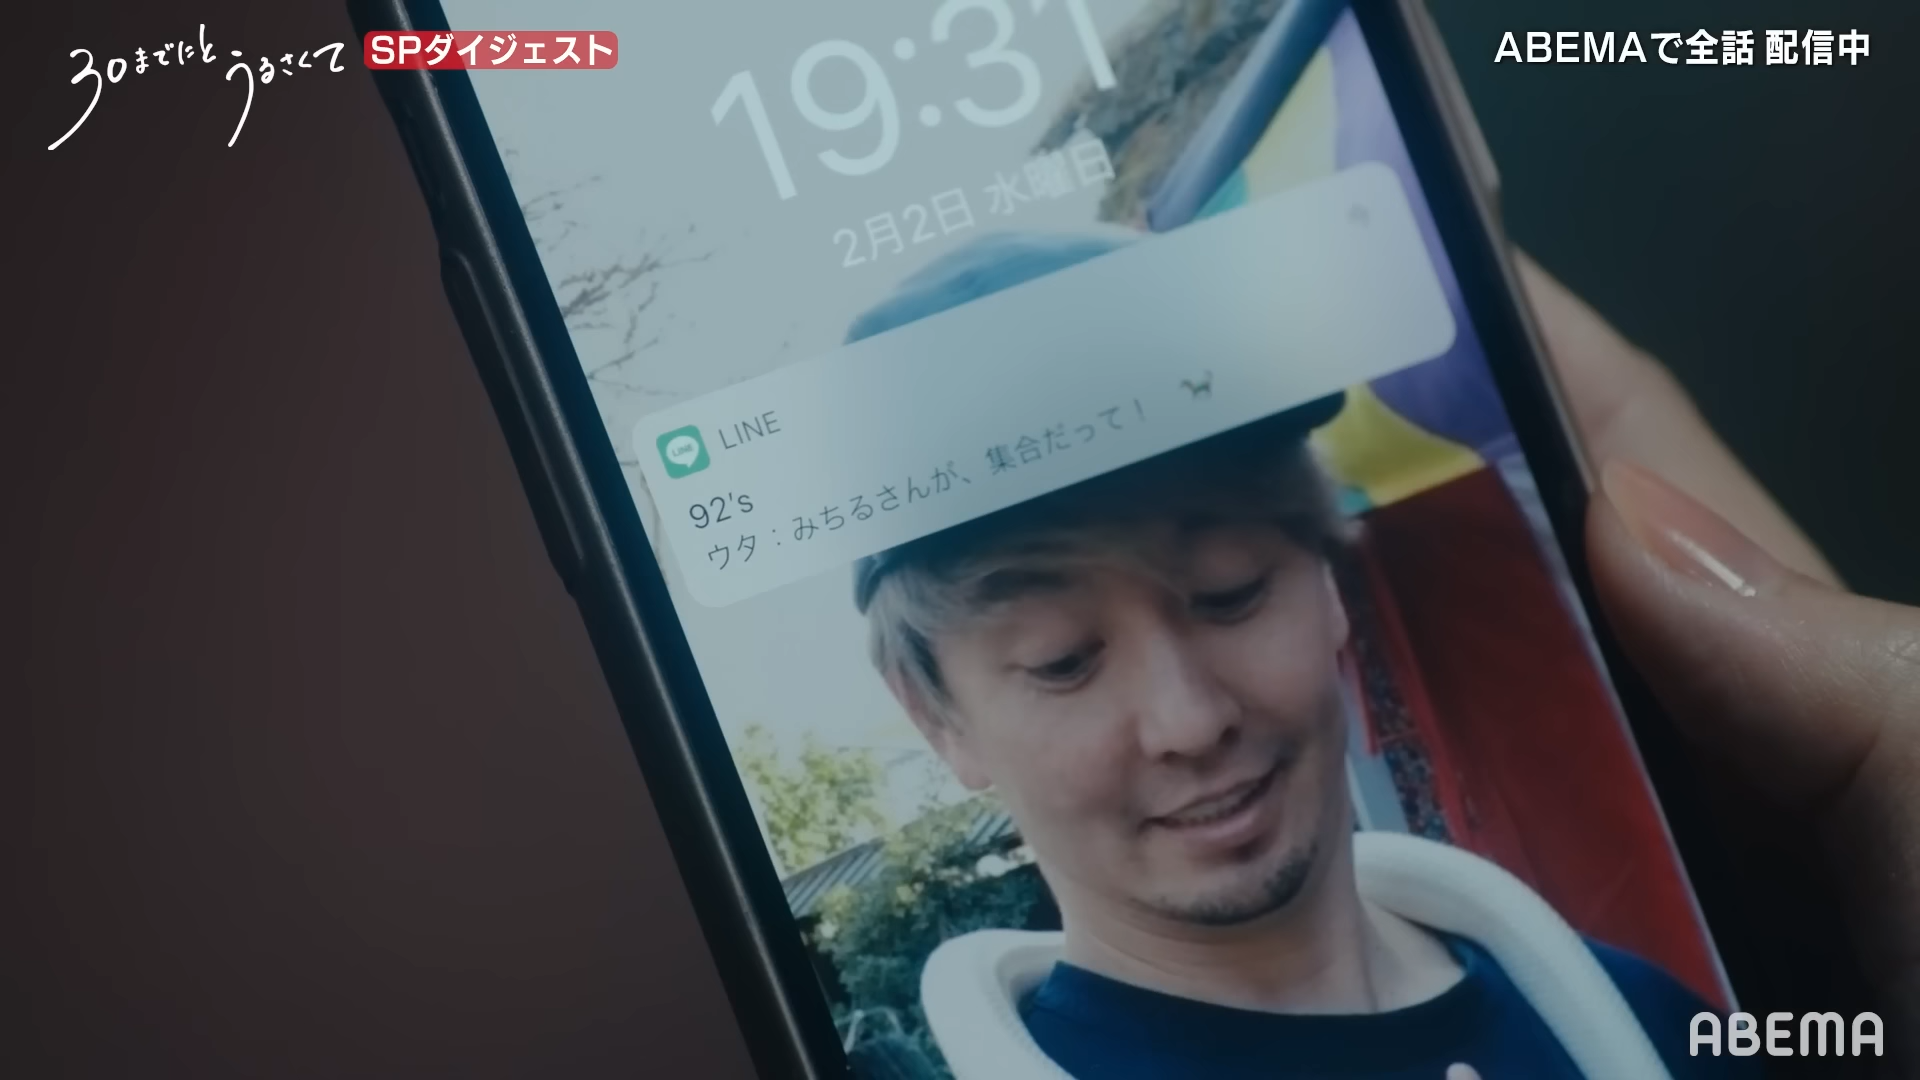 30までにとうるさくて
SPダイジェスト
ABEMAで全話 配信中
19:31
2月2日 水曜日
LINE
LINE
92's
ウタ：みちるさんが、集合だって！ 🐕
ABEMA